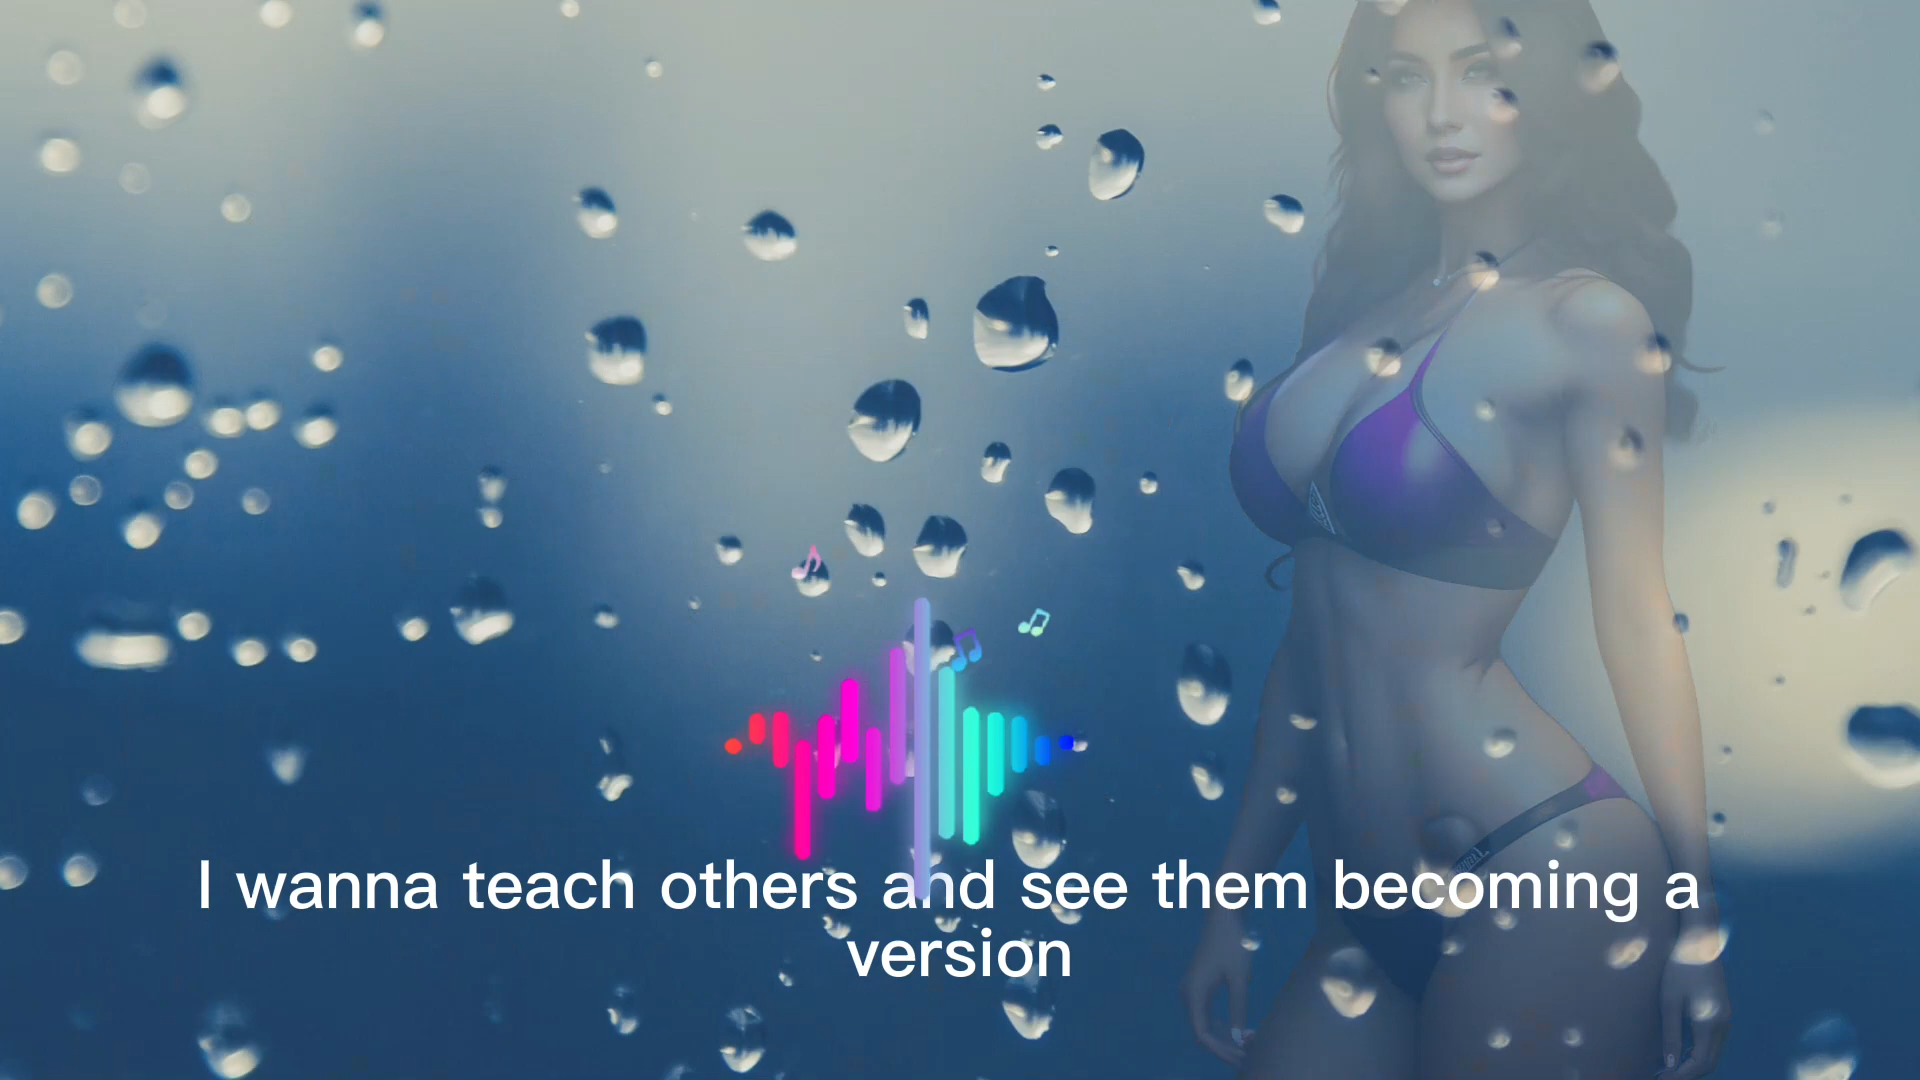 I wanna teach others and see them becoming a
version